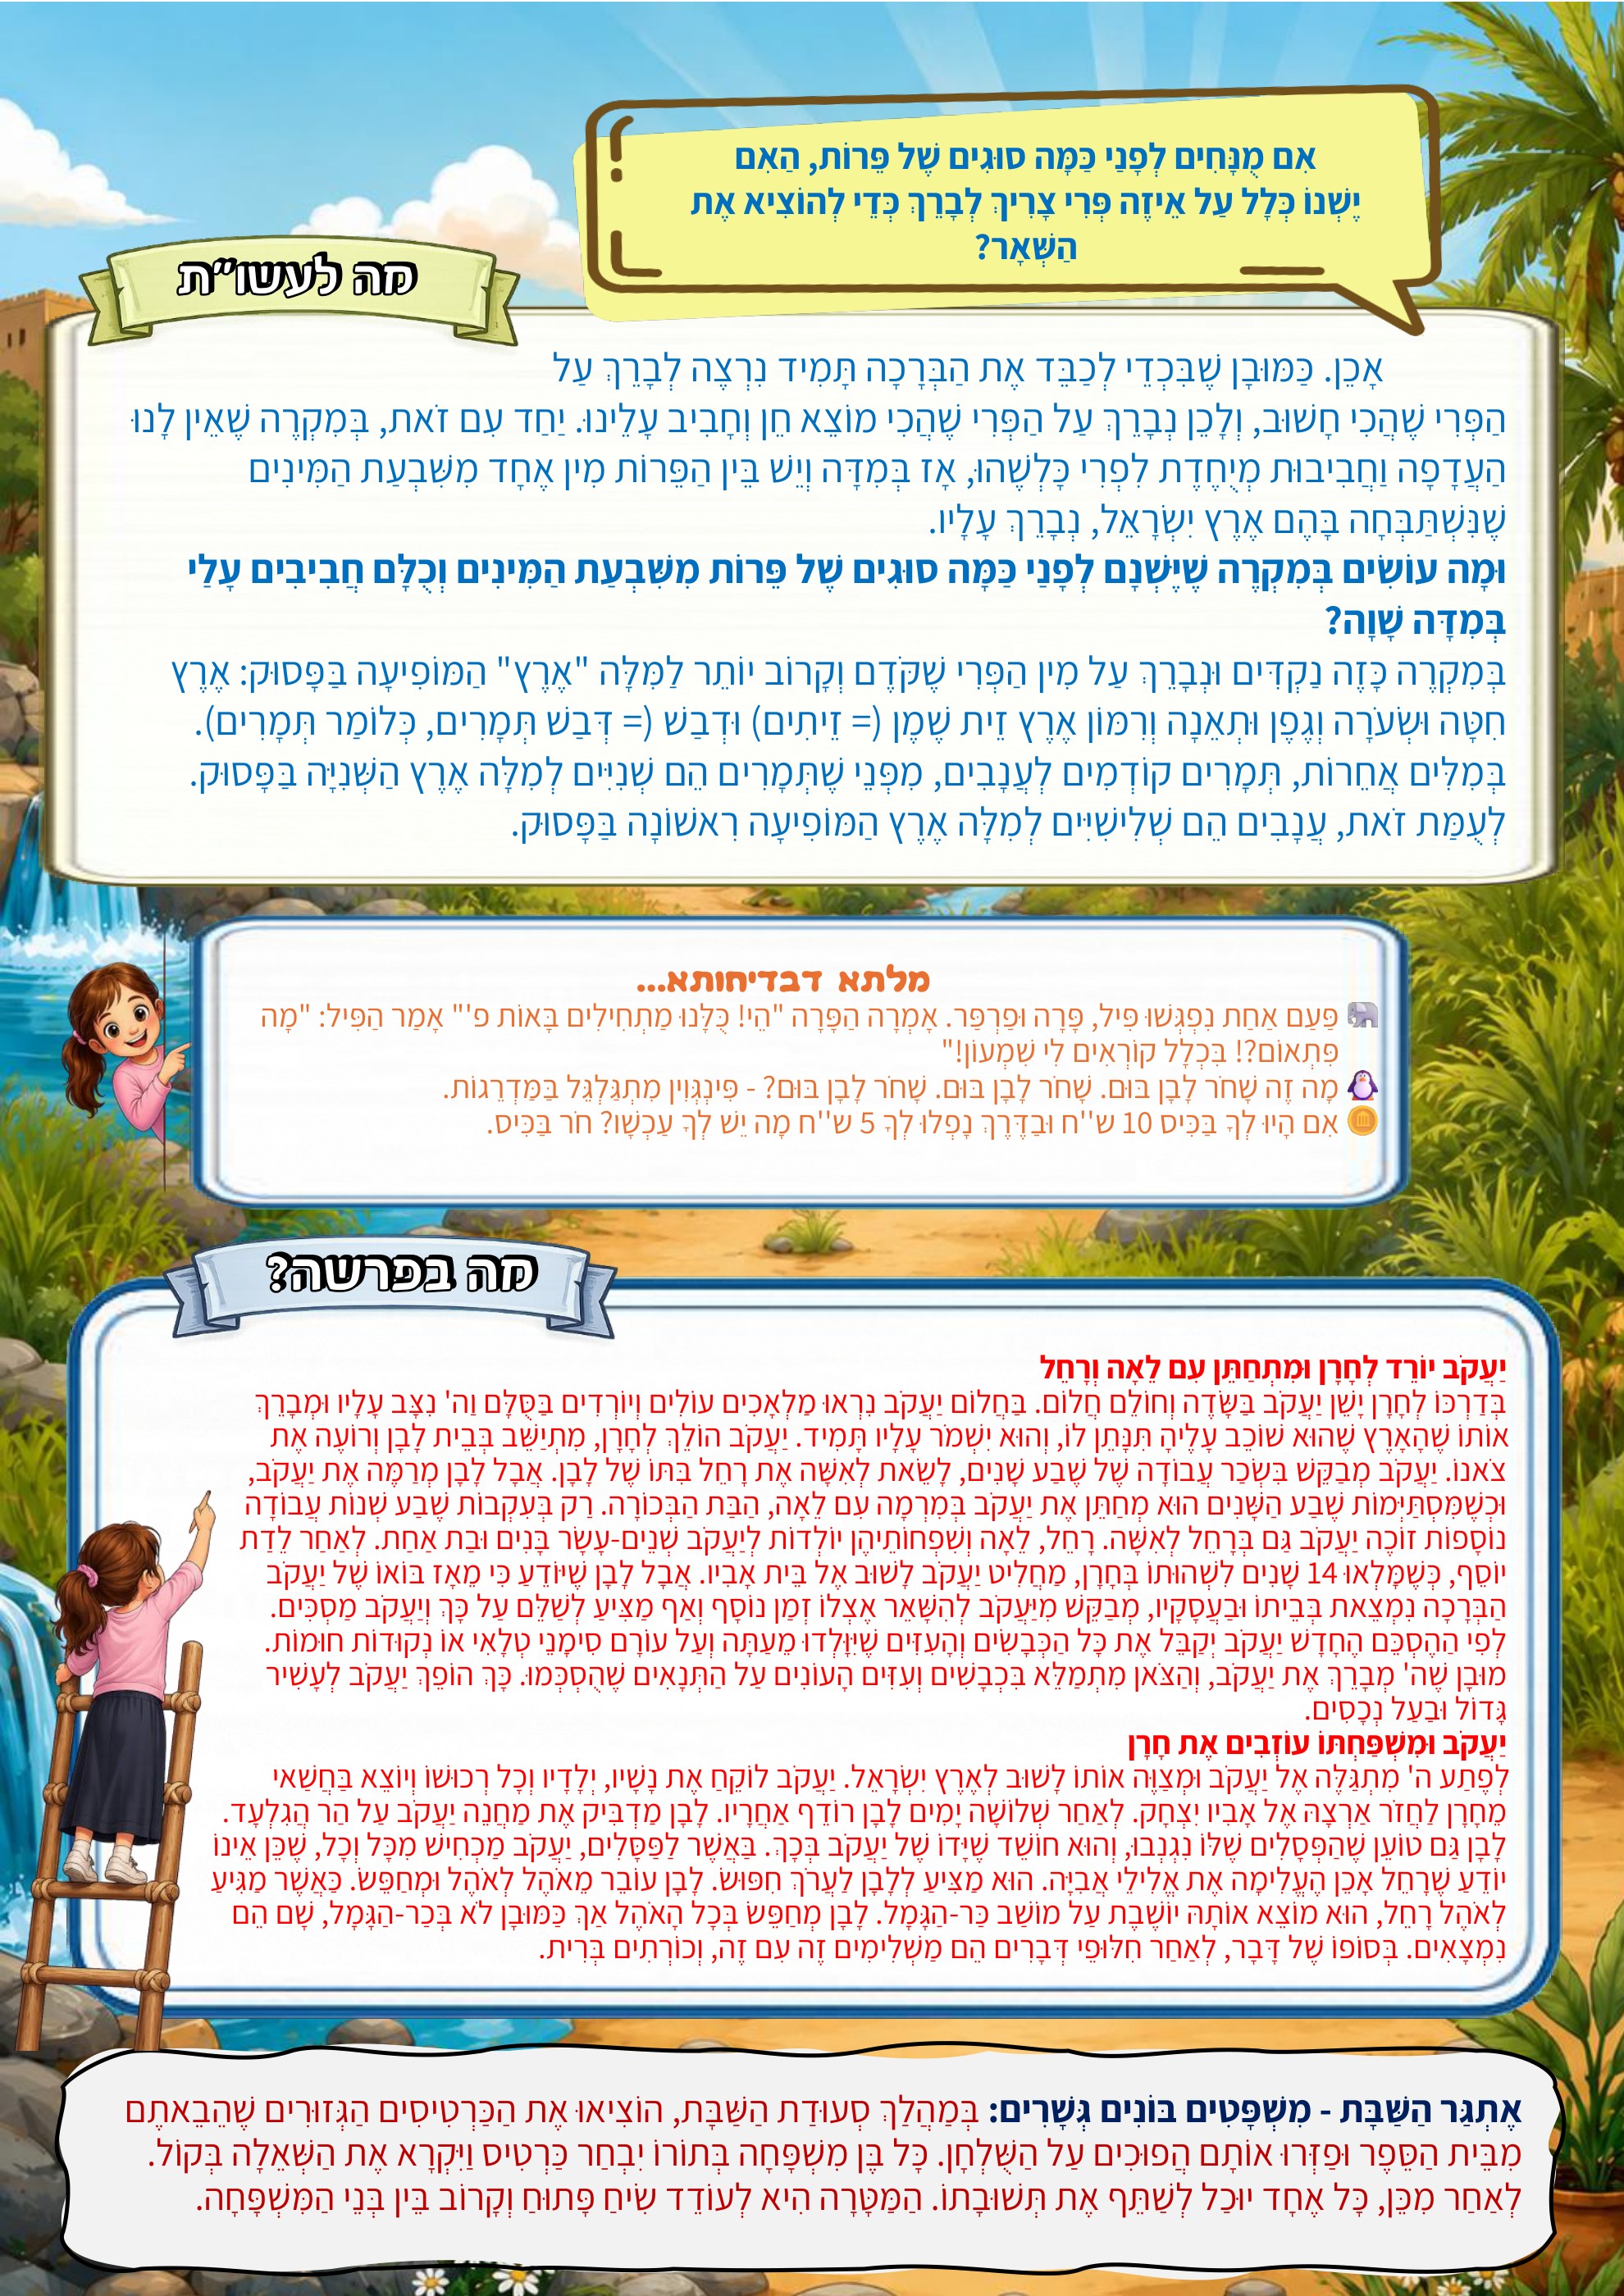 אִם מֻנָּחִים לְפָנַי כַּמָּה סוּגִים שֶׁל פֵּרוֹת, הַאִם
יֶשְׁנוֹ כְּלָל עַל אֵיזֶה פְּרִי צָרִיךְ לְבָרֵךְ כְּדֵי לְהוֹצִיא אֶת
הַשְּׁאָר?
מה לעשו"ת
אָכֵן. כַּמּוּבָן שֶׁבִּכְדֵי לְכַבֵּד אֶת הַבְּרָכָה תָּמִיד נִרְצֶה לְבָרֵךְ עַל
הַפְּרִי שֶׁהֲכִי חָשׁוּב, וְלָכֵן נְבָרֵךְ עַל הַפְּרִי שֶׁהֲכִי מוֹצֵא חֵן וְחָבִיב עָלֵינוּ. יַחַד עִם זֹאת, בְּמִקְרֶה שֶׁאֵין לָנוּ
הַעֲדָפָה וַחֲבִיבוּת מְיֻחֶדֶת לִפְרִי כָּלְשֶׁהוּ, אָז בְּמִדָּה וְיֵשׁ בֵּין הַפֵּרוֹת מִין אֶחָד מִשִּׁבְעַת הַמִּינִים
שֶׁנִּשְׁתַּבְּחָה בָּהֶם אֶרֶץ יִשְׂרָאֵל, נְבָרֵךְ עָלָיו.
וּמָה עוֹשִׂים בְּמִקְרֶה שֶׁיֶּשְׁנָם לְפָנַי כַּמָּה סוּגִים שֶׁל פֵּרוֹת מִשִּׁבְעַת הַמִּינִים וְכֻלָּם חֲבִיבִים עָלַי
בְּמִדָּה שָׁוָה?
בְּמִקְרֶה כָּזֶה נַקְדִּים וּנְבָרֵךְ עַל מִין הַפְּרִי שֶׁקֹּדֶם וְקָרוֹב יוֹתֵר לַמִּלָּה "אֶרֶץ" הַמּוֹפִיעָה בַּפָּסוּק: אֶרֶץ
חִטָּה וּשְׂעֹרָה וְגֶפֶן וּתְאֵנָה וְרִמּוֹן אֶרֶץ זֵית שֶׁמֶן (= זֵיתִים) וּדְבַשׁ (= דְּבַשׁ תְּמָרִים, כְּלוֹמַר תְּמָרִים).
בְּמִלִּים אֲחֵרוֹת, תְּמָרִים קוֹדְמִים לְעֲנָבִים, מִפְּנֵי שֶׁתְּמָרִים הֵם שְׁנִיִּים לְמִלָּה אֶרֶץ הַשְּׁנִיָּה בַּפָּסוּק.
לְעֻמַּת זֹאת, עֲנָבִים הֵם שְׁלִישִׁיִּים לְמִלָּה אֶרֶץ הַמּוֹפִיעָה רִאשׁוֹנָה בַּפָּסוּק.
מלתא דבדיחותא...
פַּעַם אַחַת נִפְגְּשׁוּ פִּיל, פָּרָה וּפַרְפַּר. אָמְרָה הַפָּרָה "הֵי! כֻּלָּנוּ מַתְחִילִים בָּאוֹת פ'" אָמַר הַפִּיל: "מָה
פִּתְאוֹם?! בִּכְלָל קוֹרְאִים לִי שִׁמְעוֹן!"
מָה זֶה שָׁחֹר לָבָן בּוּם. שָׁחֹר לָבָן בּוּם. שָׁחֹר לָבָן בּוּם? - פִּינְגְּוִין מִתְגַּלְגֵּל בַּמַּדְרֵגוֹת.
אִם הָיוּ לְךָ בַּכִּיס 10 ש''ח וּבַדֶּרֶךְ נָפְלוּ לְךָ 5 ש''ח מָה יֵשׁ לְךָ עַכְשָׁו? חֹר בַּכִּיס.
מה בפרשה?
יַעֲקֹב יוֹרֵד לְחָרָן וּמִתְחַתֵּן עִם לֵאָה וְרָחֵל
בְּדַרְכּוֹ לְחָרָן יָשֵׁן יַעֲקֹב בַּשָּׂדֶה וְחוֹלֵם חֲלוֹם. בַּחֲלוֹם יַעֲקֹב נִרְאוּ מַלְאָכִים עוֹלִים וְיוֹרְדִים בַּסֻּלָּם וַה' נִצָּב עָלָיו וּמְבָרֵךְ
אוֹתוֹ שֶׁהָאָרֶץ שֶׁהוּא שׁוֹכֵב עָלֶיהָ תִּנָּתֵן לוֹ, וְהוּא יִשְׁמֹר עָלָיו תָּמִיד. יַעֲקֹב הוֹלֵךְ לְחָרָן, מִתְיַשֵּׁב בְּבֵית לָבָן וְרוֹעֶה אֶת
צֹאנוֹ. יַעֲקֹב מְבַקֵּשׁ בִּשְׂכַר עֲבוֹדָה שֶׁל שֶׁבַע שָׁנִים, לָשֵׂאת לְאִשָּׁה אֶת רָחֵל בִּתּוֹ שֶׁל לָבָן. אֲבָל לָבָן מְרַמֶּה אֶת יַעֲקֹב,
וּכְשֶׁמִּסְתַּיְּמוֹת שֶׁבַע הַשָּׁנִים הוּא מְחַתֵּן אֶת יַעֲקֹב בְּמִרְמָה עִם לֵאָה, הַבַּת הַבְּכוֹרָה. רַק בְּעִקְבוֹת שֶׁבַע שְׁנוֹת עֲבוֹדָה
נוֹסָפוֹת זוֹכֶה יַעֲקֹב גַּם בְּרָחֵל לְאִשָּׁה. רָחֵל, לֵאָה וְשִׁפְחוֹתֵיהֶן יוֹלְדוֹת לְיַעֲקֹב שְׁנֵים-עָשָׂר בָּנִים וּבַת אַחַת. לְאַחַר לֵדַת
יוֹסֵף, כְּשֶׁמָּלְאוּ 14 שָׁנִים לִשְׁהוּתוֹ בְּחָרָן, מַחֲלִיט יַעֲקֹב לָשׁוּב אֶל בֵּית אָבִיו. אֲבָל לָבָן שֶׁיּוֹדֵעַ כִּי מֵאָז בּוֹאוֹ שֶׁל יַעֲקֹב
הַבְּרָכָה נִמְצֵאת בְּבֵיתוֹ וּבַעֲסָקָיו, מְבַקֵּשׁ מִיַּעֲקֹב לְהִשָּׁאֵר אֶצְלוֹ זְמַן נוֹסָף וְאַף מַצִּיעַ לְשַׁלֵּם עַל כָּךְ וְיַעֲקֹב מַסְכִּים.
לְפִי הַהֶסְכֵּם הֶחָדָשׁ יַעֲקֹב יְקַבֵּל אֶת כָּל הַכְּבָשִׂים וְהָעִזִּים שֶׁיִּוָּלְדוּ מֵעַתָּה וְעַל עוֹרָם סִימָנֵי טְלָאִי אוֹ נְקוּדוֹת חוּמוֹת.
מוּבָן שֶׁה' מְבָרֵךְ אֶת יַעֲקֹב, וְהַצֹּאן מִתְמַלֵּא בִּכְבָשִׂים וְעִזִּים הָעוֹנִים עַל הַתְּנָאִים שֶׁהֻסְכְּמוּ. כָּךְ הוֹפֵךְ יַעֲקֹב לְעָשִׁיר
גָּדוֹל וּבַעַל נְכָסִים.
יַעֲקֹב וּמִשְׁפַּחְתּוֹ עוֹזְבִים אֶת חָרָן
לְפֶתַע ה' מִתְגַּלֶּה אֶל יַעֲקֹב וּמְצַוֶּה אוֹתוֹ לָשׁוּב לְאֶרֶץ יִשְׂרָאֵל. יַעֲקֹב לוֹקֵחַ אֶת נָשָׁיו, יְלָדָיו וְכָל רְכוּשׁוֹ וְיוֹצֵא בַּחֲשַׁאי
מֵחָרָן לַחֲזֹר אַרְצָהּ אֶל אָבִיו יִצְחָק. לְאַחַר שְׁלוֹשָׁה יָמִים לָבָן רוֹדֵף אַחֲרָיו. לָבָן מַדְבִּיק אֶת מַחֲנֵה יַעֲקֹב עַל הַר הַגִּלְעָד.
לָבָן גַּם טוֹעֵן שֶׁהַפְּסָלִים שֶׁלּוֹ נִגְנְבוּ, וְהוּא חוֹשֵׁד שֶׁיָּדוֹ שֶׁל יַעֲקֹב בְּכָךְ. בַּאֲשֶׁר לַפְּסָלִים, יַעֲקֹב מַכְחִישׁ מִכָּל וָכָל, שֶׁכֵּן אֵינוֹ
יוֹדֵעַ שֶׁרָחֵל אָכֵן הֶעֱלִימָה אֶת אֱלִילֵי אָבִיהָ. הוּא מַצִּיעַ לְלָבָן לַעֲרֹךְ חִפּוּשׂ. לָבָן עוֹבֵר מֵאֹהֶל לְאֹהֶל וּמְחַפֵּשׂ. כַּאֲשֶׁר מַגִּיעַ
לְאֹהֶל רָחֵל, הוּא מוֹצֵא אוֹתָהּ יוֹשֶׁבֶת עַל מוֹשַׁב כַּר-הַגָּמָל. לָבָן מְחַפֵּשׂ בְּכָל הָאֹהֶל אַךְ כַּמּוּבָן לֹא בְּכַר-הַגָּמָל, שָׁם הֵם
נִמְצָאִים. בְּסוֹפוֹ שֶׁל דָּבָר, לְאַחַר חִלּוּפֵי דְּבָרִים הֵם מַשְׁלִימִים זֶה עִם זֶה, וְכוֹרְתִים בְּרִית.
אֶתְגַּר הַשַּׁבָּת - מִשְׁפָּטִים בּוֹנִים גְּשָׁרִים: בְּמַהֲלַךְ סְעוּדַת הַשַּׁבָּת, הוֹצִיאוּ אֶת הַכַּרְטִיסִים הַגְּזוּרִים שֶׁהֵבֵאתֶם
מִבֵּית הַסֵּפֶר וּפַזְּרוּ אוֹתָם הֲפוּכִים עַל הַשֻּׁלְחָן. כָּל בֶּן מִשְׁפָּחָה בְּתוֹרוֹ יִבְחַר כַּרְטִיס וַיִּקְרָא אֶת הַשְּׁאֵלָה בְּקוֹל.
לְאַחַר מִכֵּן, כָּל אֶחָד יוּכַל לְשַׁתֵּף אֶת תְּשׁוּבָתוֹ. הַמַּטָּרָה הִיא לְעוֹדֵד שִׂיחַ פָּתוּחַ וְקָרוֹב בֵּין בְּנֵי הַמִּשְׁפָּחָה.